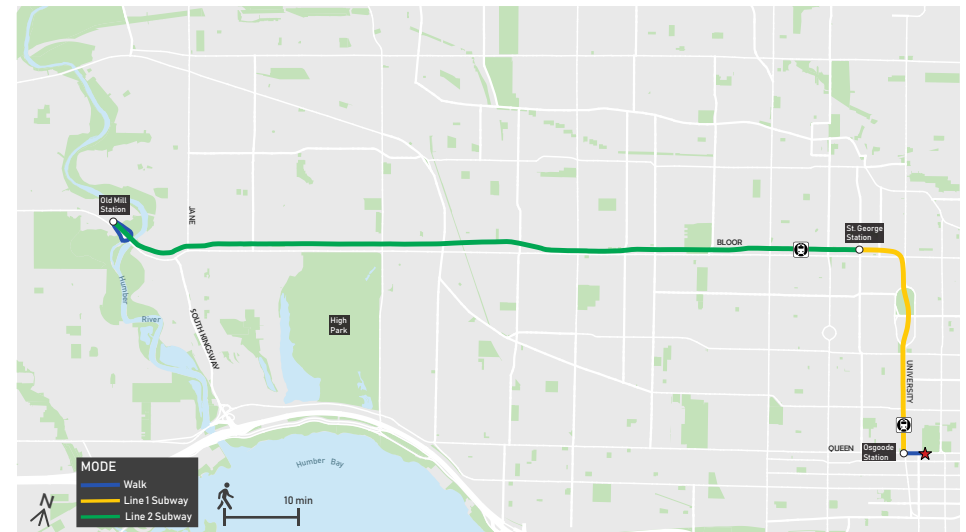 Old Mill
Station
JANE
St. George
Station
BLOOR
Humber
River
SOUTH KINGSWAY
High
Park
UNIVERSITY
QUEEN
Osgoode
Station
Humber Bay
MODE
Walk
Line 1 Subway
Line 2 Subway
N
10 min